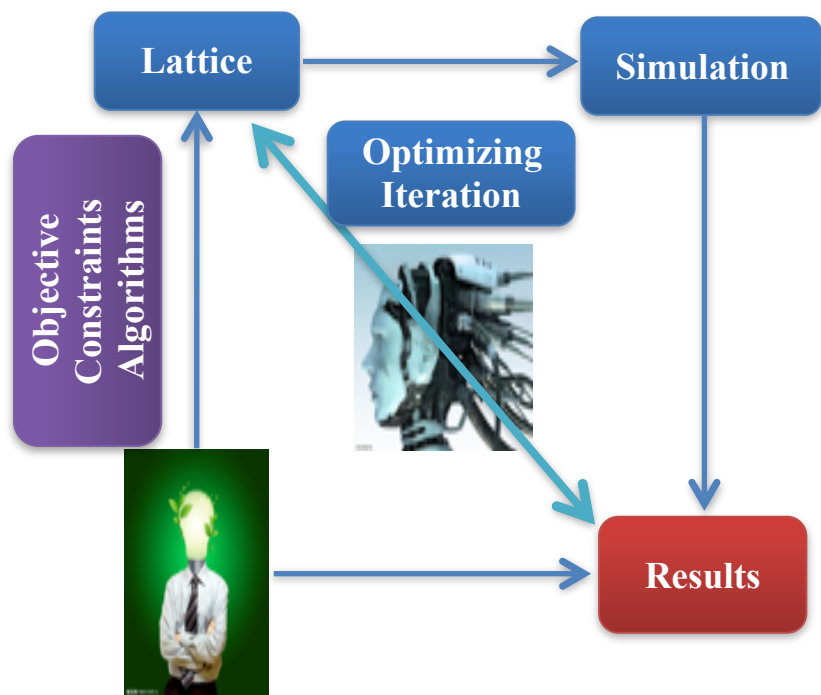 Lattice
Simulation
Optimizing
Iteration
Objective
Constraints
Algorithms
Results